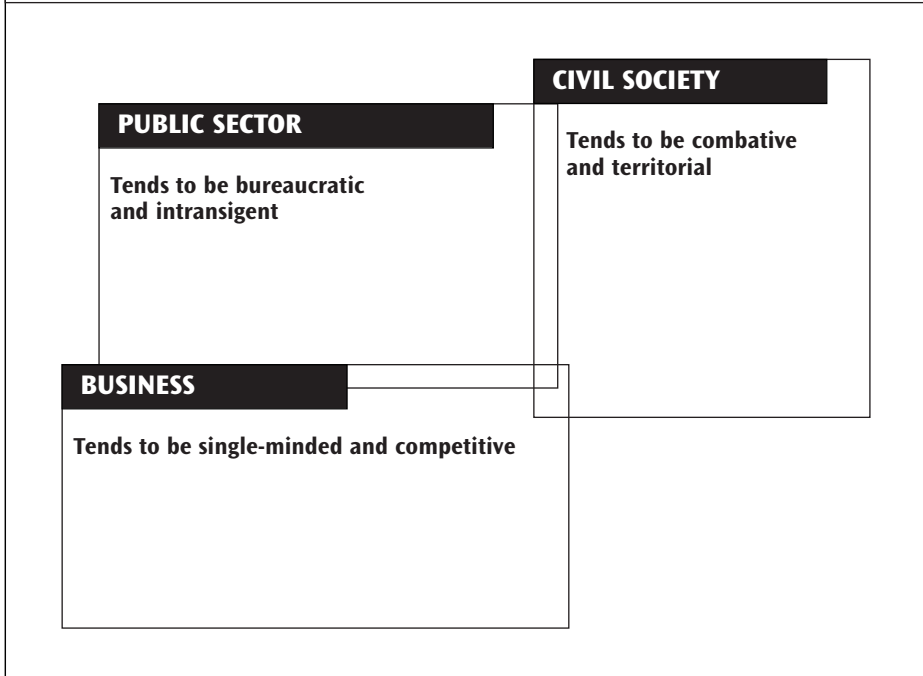 CIVIL SOCIETY
Tends to be combative
and territorial
PUBLIC SECTOR
Tends to be bureaucratic
and intransigent
BUSINESS
Tends to be single-minded and competitive